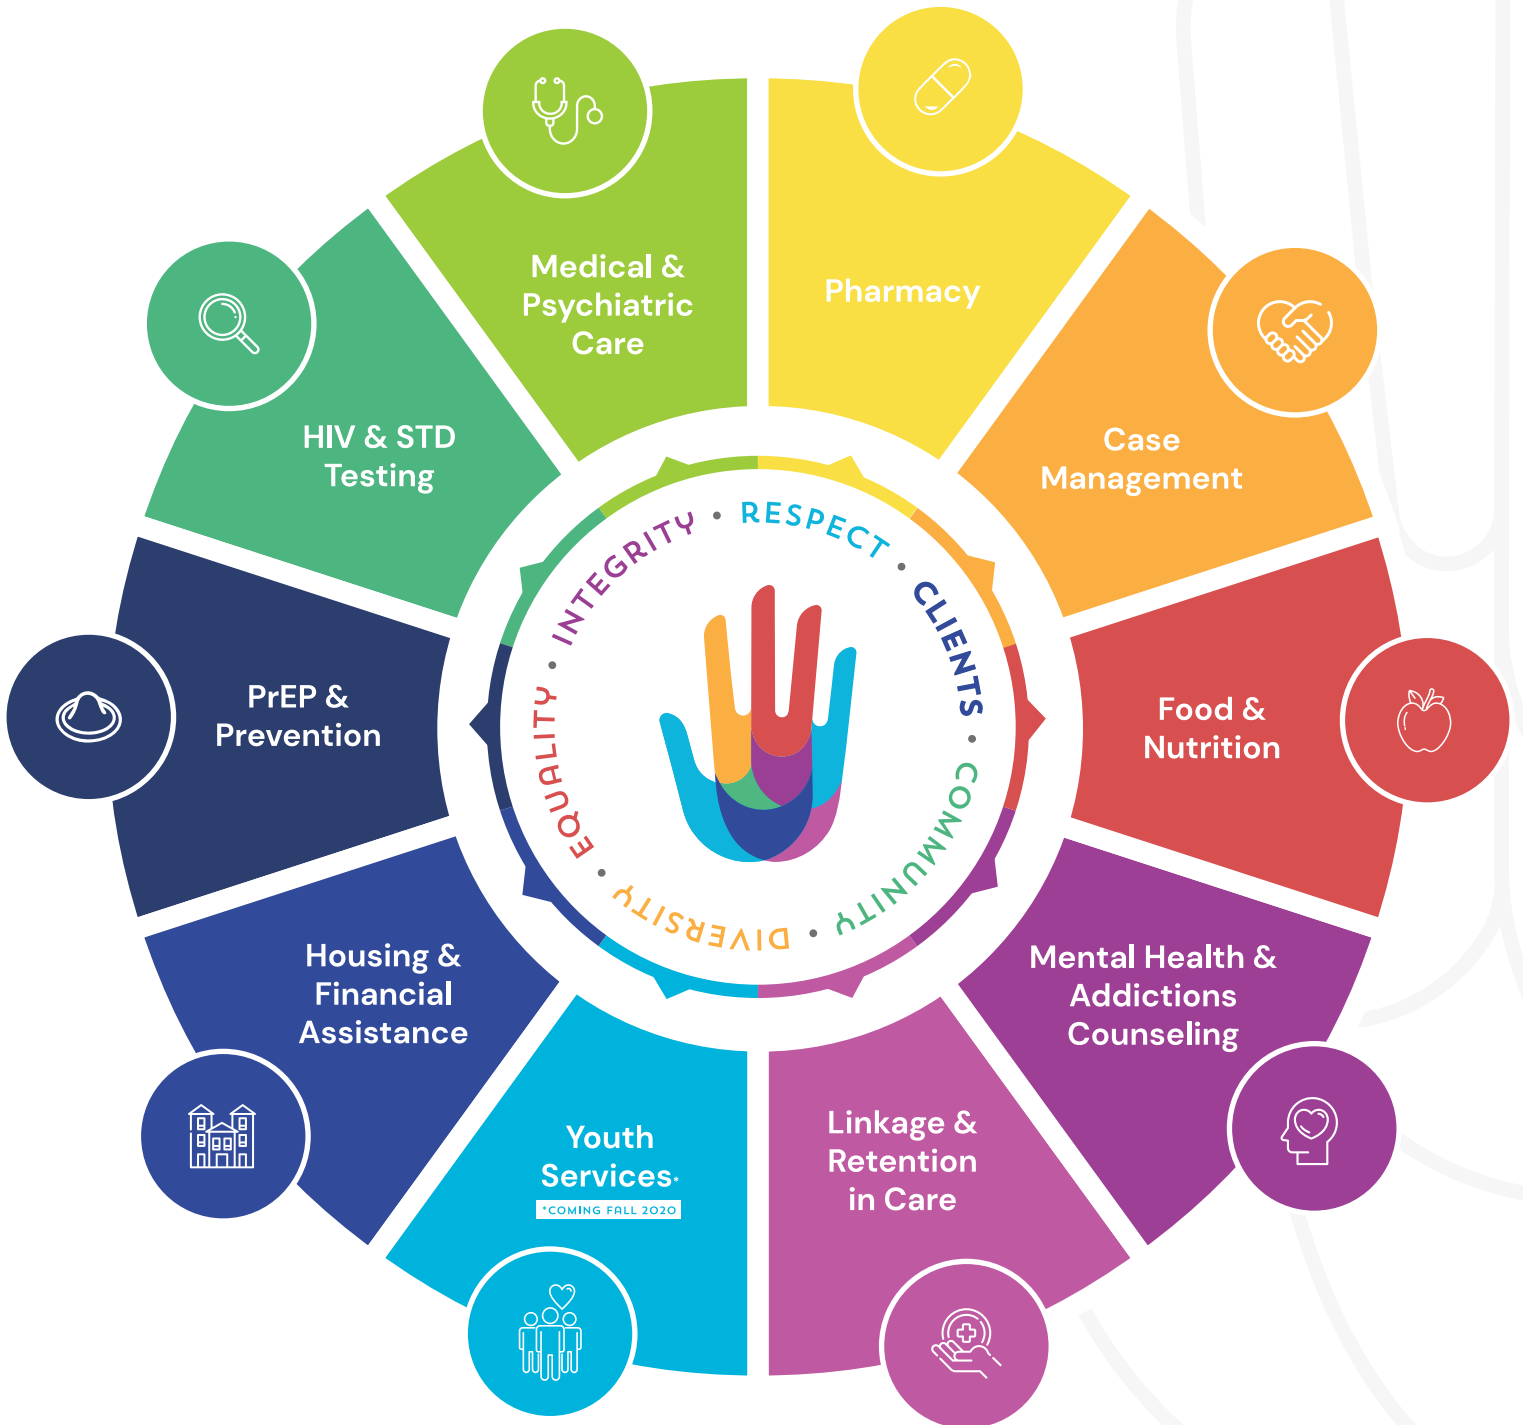 Medical &
Psychiatric
Care
Pharmacy
Case
Management
Food &
Nutrition
Mental Health &
Addictions
Counseling
Linkage &
Retention
in Care
Youth
Services*
*COMING FALL 2020
Housing &
Financial
Assistance
PrEP &
Prevention
HIV & STD
Testing
RESPECT • CLIENTS • COMMUNITY • DIVERSITY • EQUALITY • INTEGRITY •